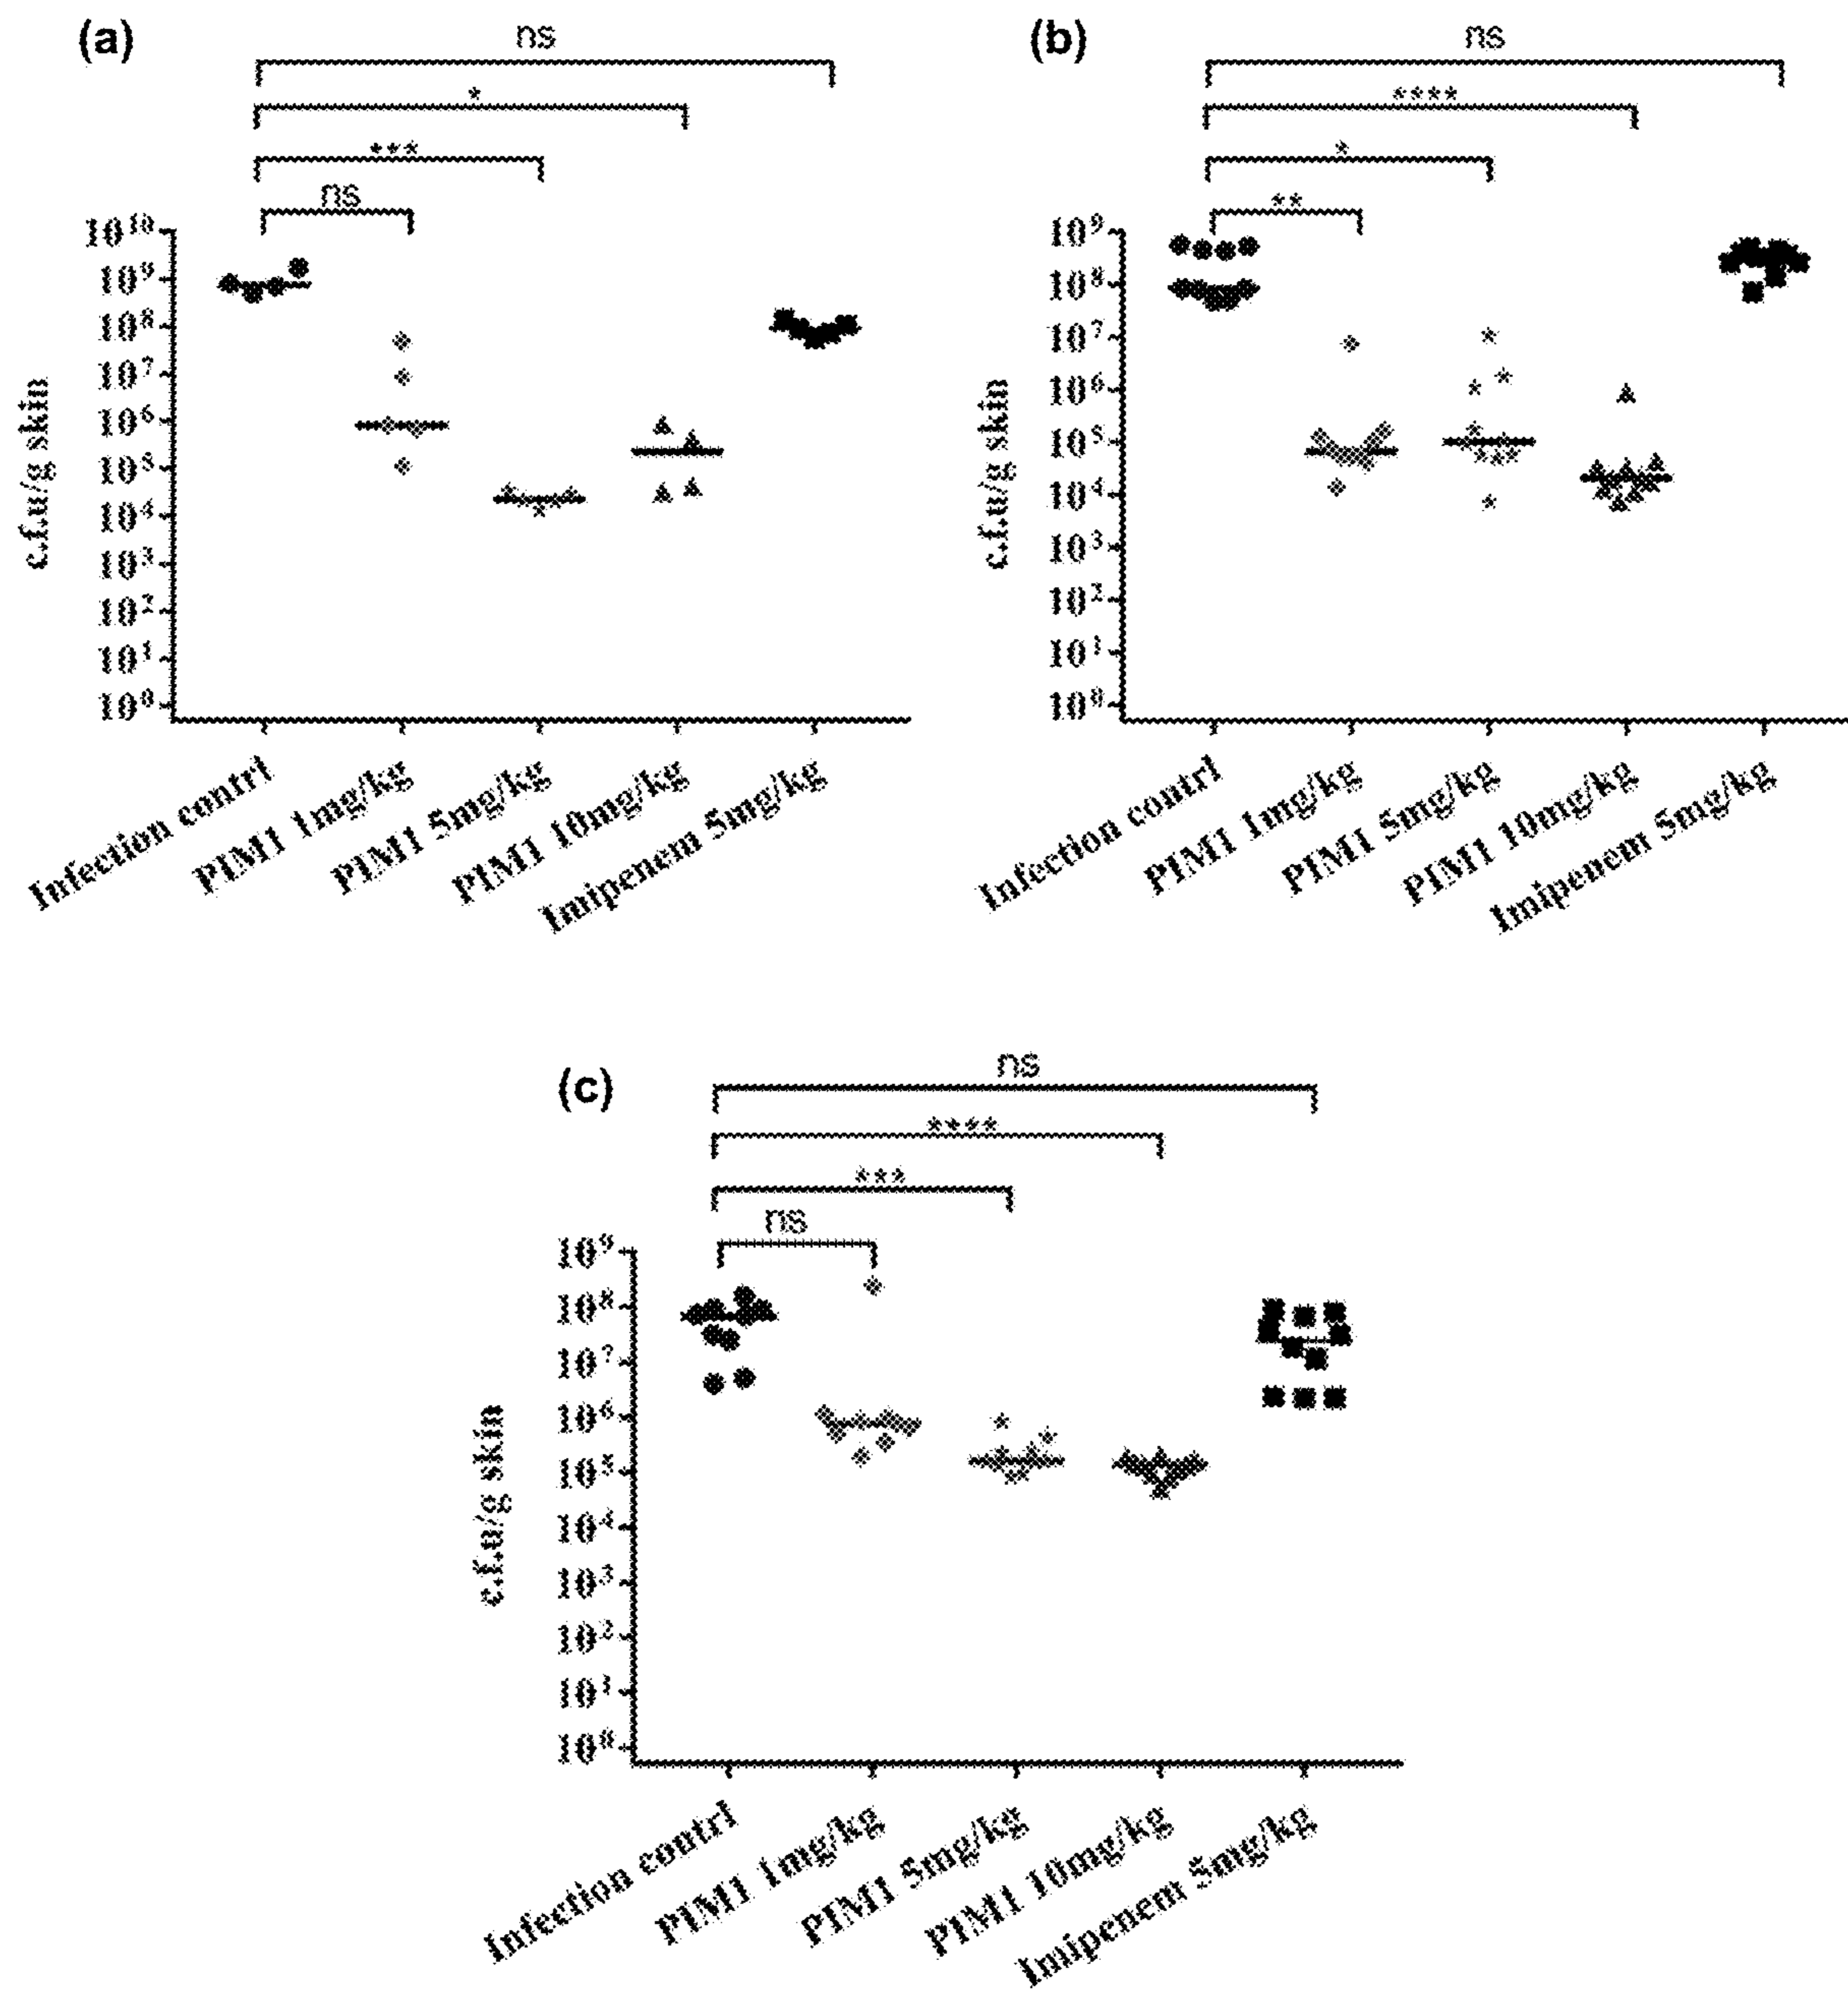 (a)
ns
*
***
ns
10¹⁰
10⁹
10⁸
10⁷
10⁶
10⁵
10⁴
10³
10²
10¹
10⁰
c.f.u/g skin
Infection contrl
PIM1 1mg/kg
PIM1 5mg/kg
PIM1 10mg/kg
Imipenem 5mg/kg
(b)
ns
****
*
**
10⁹
10⁸
10⁷
10⁶
10⁵
10⁴
10³
10²
10¹
10⁰
c.f.u/g skin
Infection contrl
PIM1 1mg/kg
PIM1 5mg/kg
PIM1 10mg/kg
Imipenem 5mg/kg
(c)
ns
****
***
ns
10⁹
10⁸
10⁷
10⁶
10⁵
10⁴
10³
10²
10¹
10⁰
c.f.u/g skin
Infection contrl
PIM1 1mg/kg
PIM1 5mg/kg
PIM1 10mg/kg
Imipenem 5mg/kg